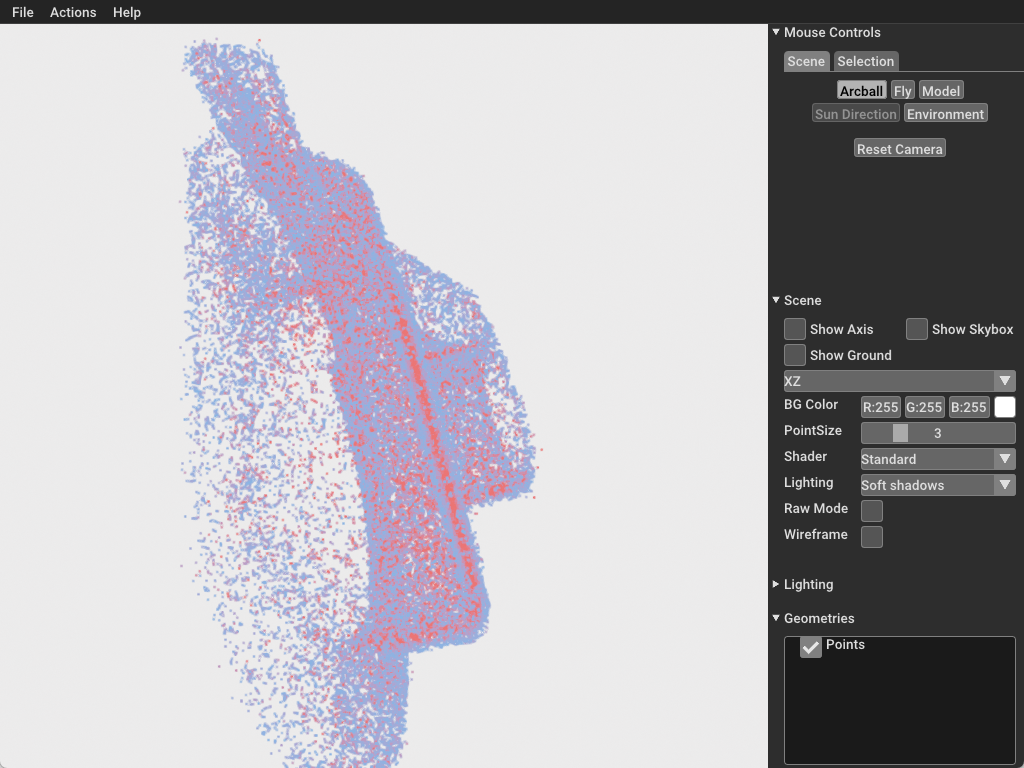 File Actions Help
Mouse Controls
Scene Selection
Arcball Fly Model
Sun Direction Environment
Reset Camera
Scene
Show Axis Show Skybox
Show Ground
XZ
BG Color R:255 G:255 B:255
PointSize 3
Shader Standard
Lighting Soft shadows
Raw Mode
Wireframe
Lighting
Geometries
Points